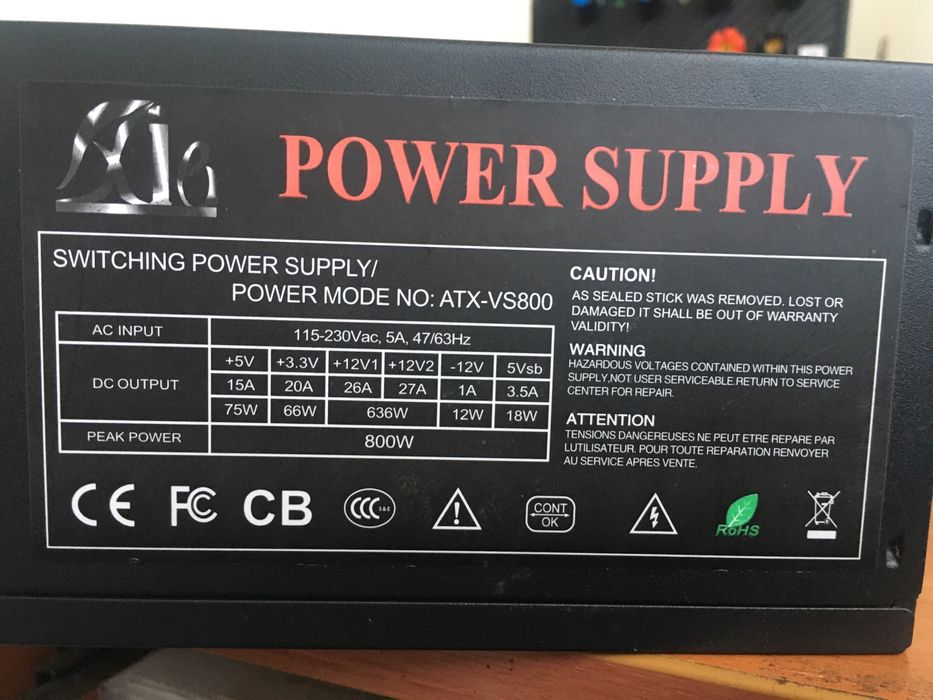 POWER SUPPLY
SWITCHING POWER SUPPLY/
POWER MODE NO: ATX-VS800
AC INPUT 115-230Vac, 5A, 47/63Hz
DC OUTPUT +5V +3.3V +12V1 +12V2 -12V 5Vsb
15A 20A 26A 27A 1A 3.5A
75W 66W 636W 12W 18W
PEAK POWER 800W
CAUTION!
AS SEALED STICK WAS REMOVED. LOST OR
DAMAGED IT SHALL BE OUT OF WARRANTY
VALIDITY!
WARNING
HAZARDOUS VOLTAGES CONTAINED WITHIN THIS POWER
SUPPLY,NOT USER SERVICEABLE.RETURN TO SERVICE
CENTER FOR REPAIR.
ATTENTION
TENSIONS DANGEREUSES NE PEUT ETRE REPARE PAR
LUTILISATEUR. POUR TOUTE REPARATION RENVOYER
AU SERVICE APRES VENTE.
CE FC CB CCC S&E ! CONT OK RoHS